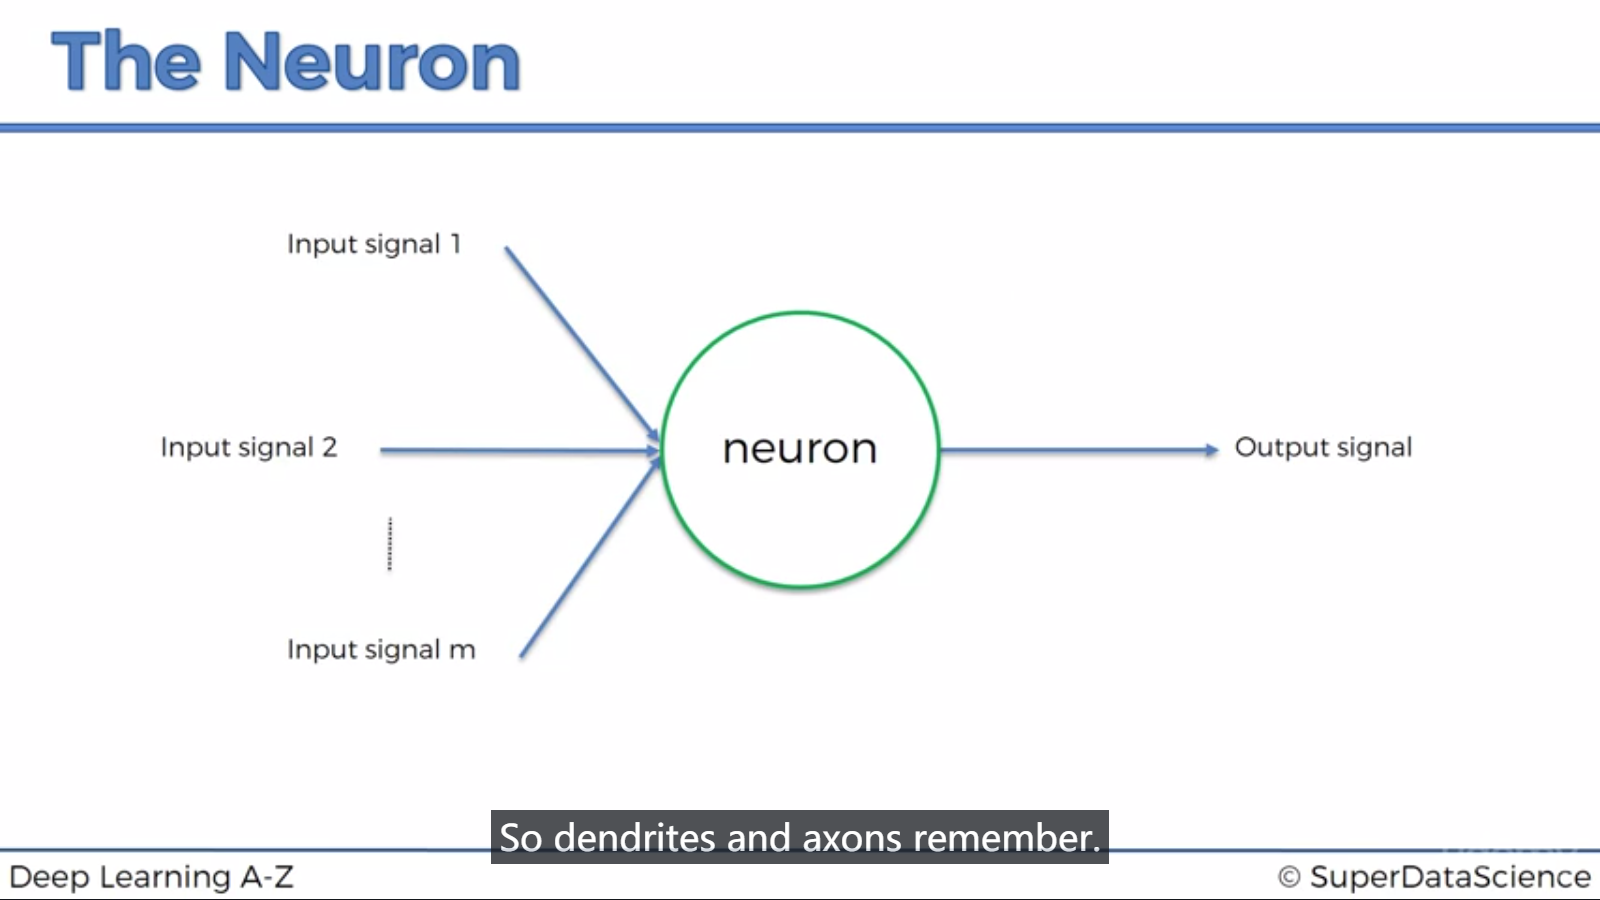 The Neuron
Input signal 1
Input signal 2
neuron
Output signal
Input signal m
So dendrites and axons remember.
Deep Learning A-Z
© SuperDataScience